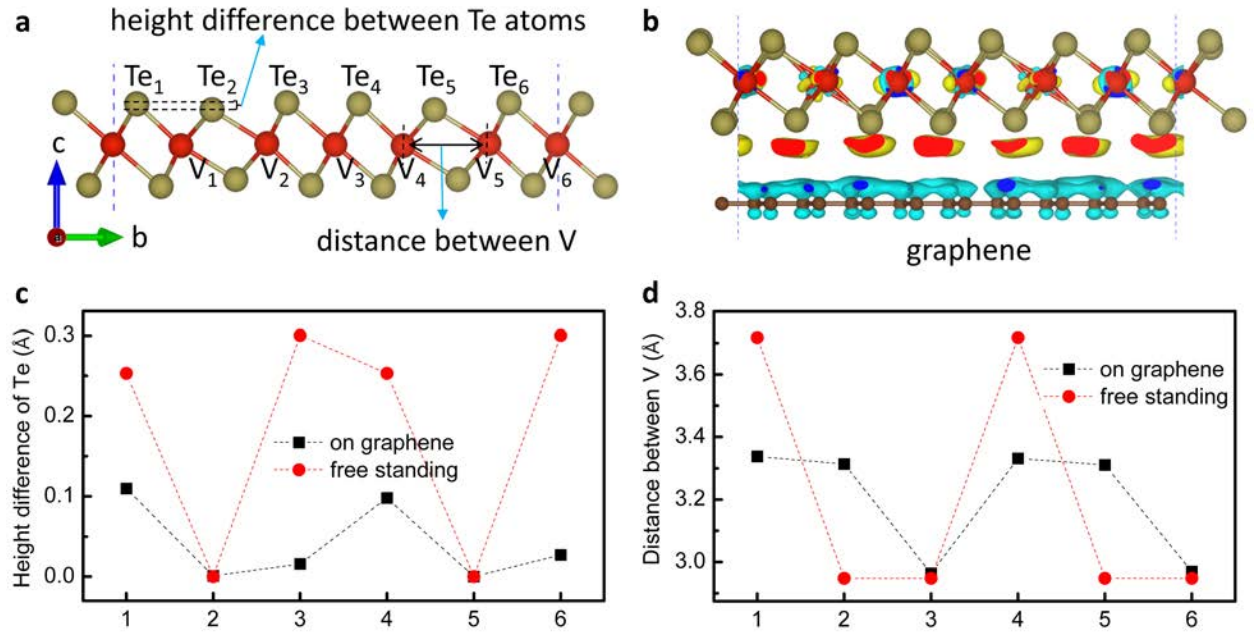 a
height difference between Te atoms
Te₁ Te₂ Te₃ Te₄ Te₅ Te₆
c
V₁ V₂ V₃ V₄ V₅ V₆
a
b
distance between V
b
graphene
c
Height difference of Te (Å)
0.3
0.2
0.1
0.0
on graphene
free standing
1 2 3 4 5 6
d
Distance between V (Å)
3.8
3.6
3.4
3.2
3.0
on graphene
free standing
1 2 3 4 5 6